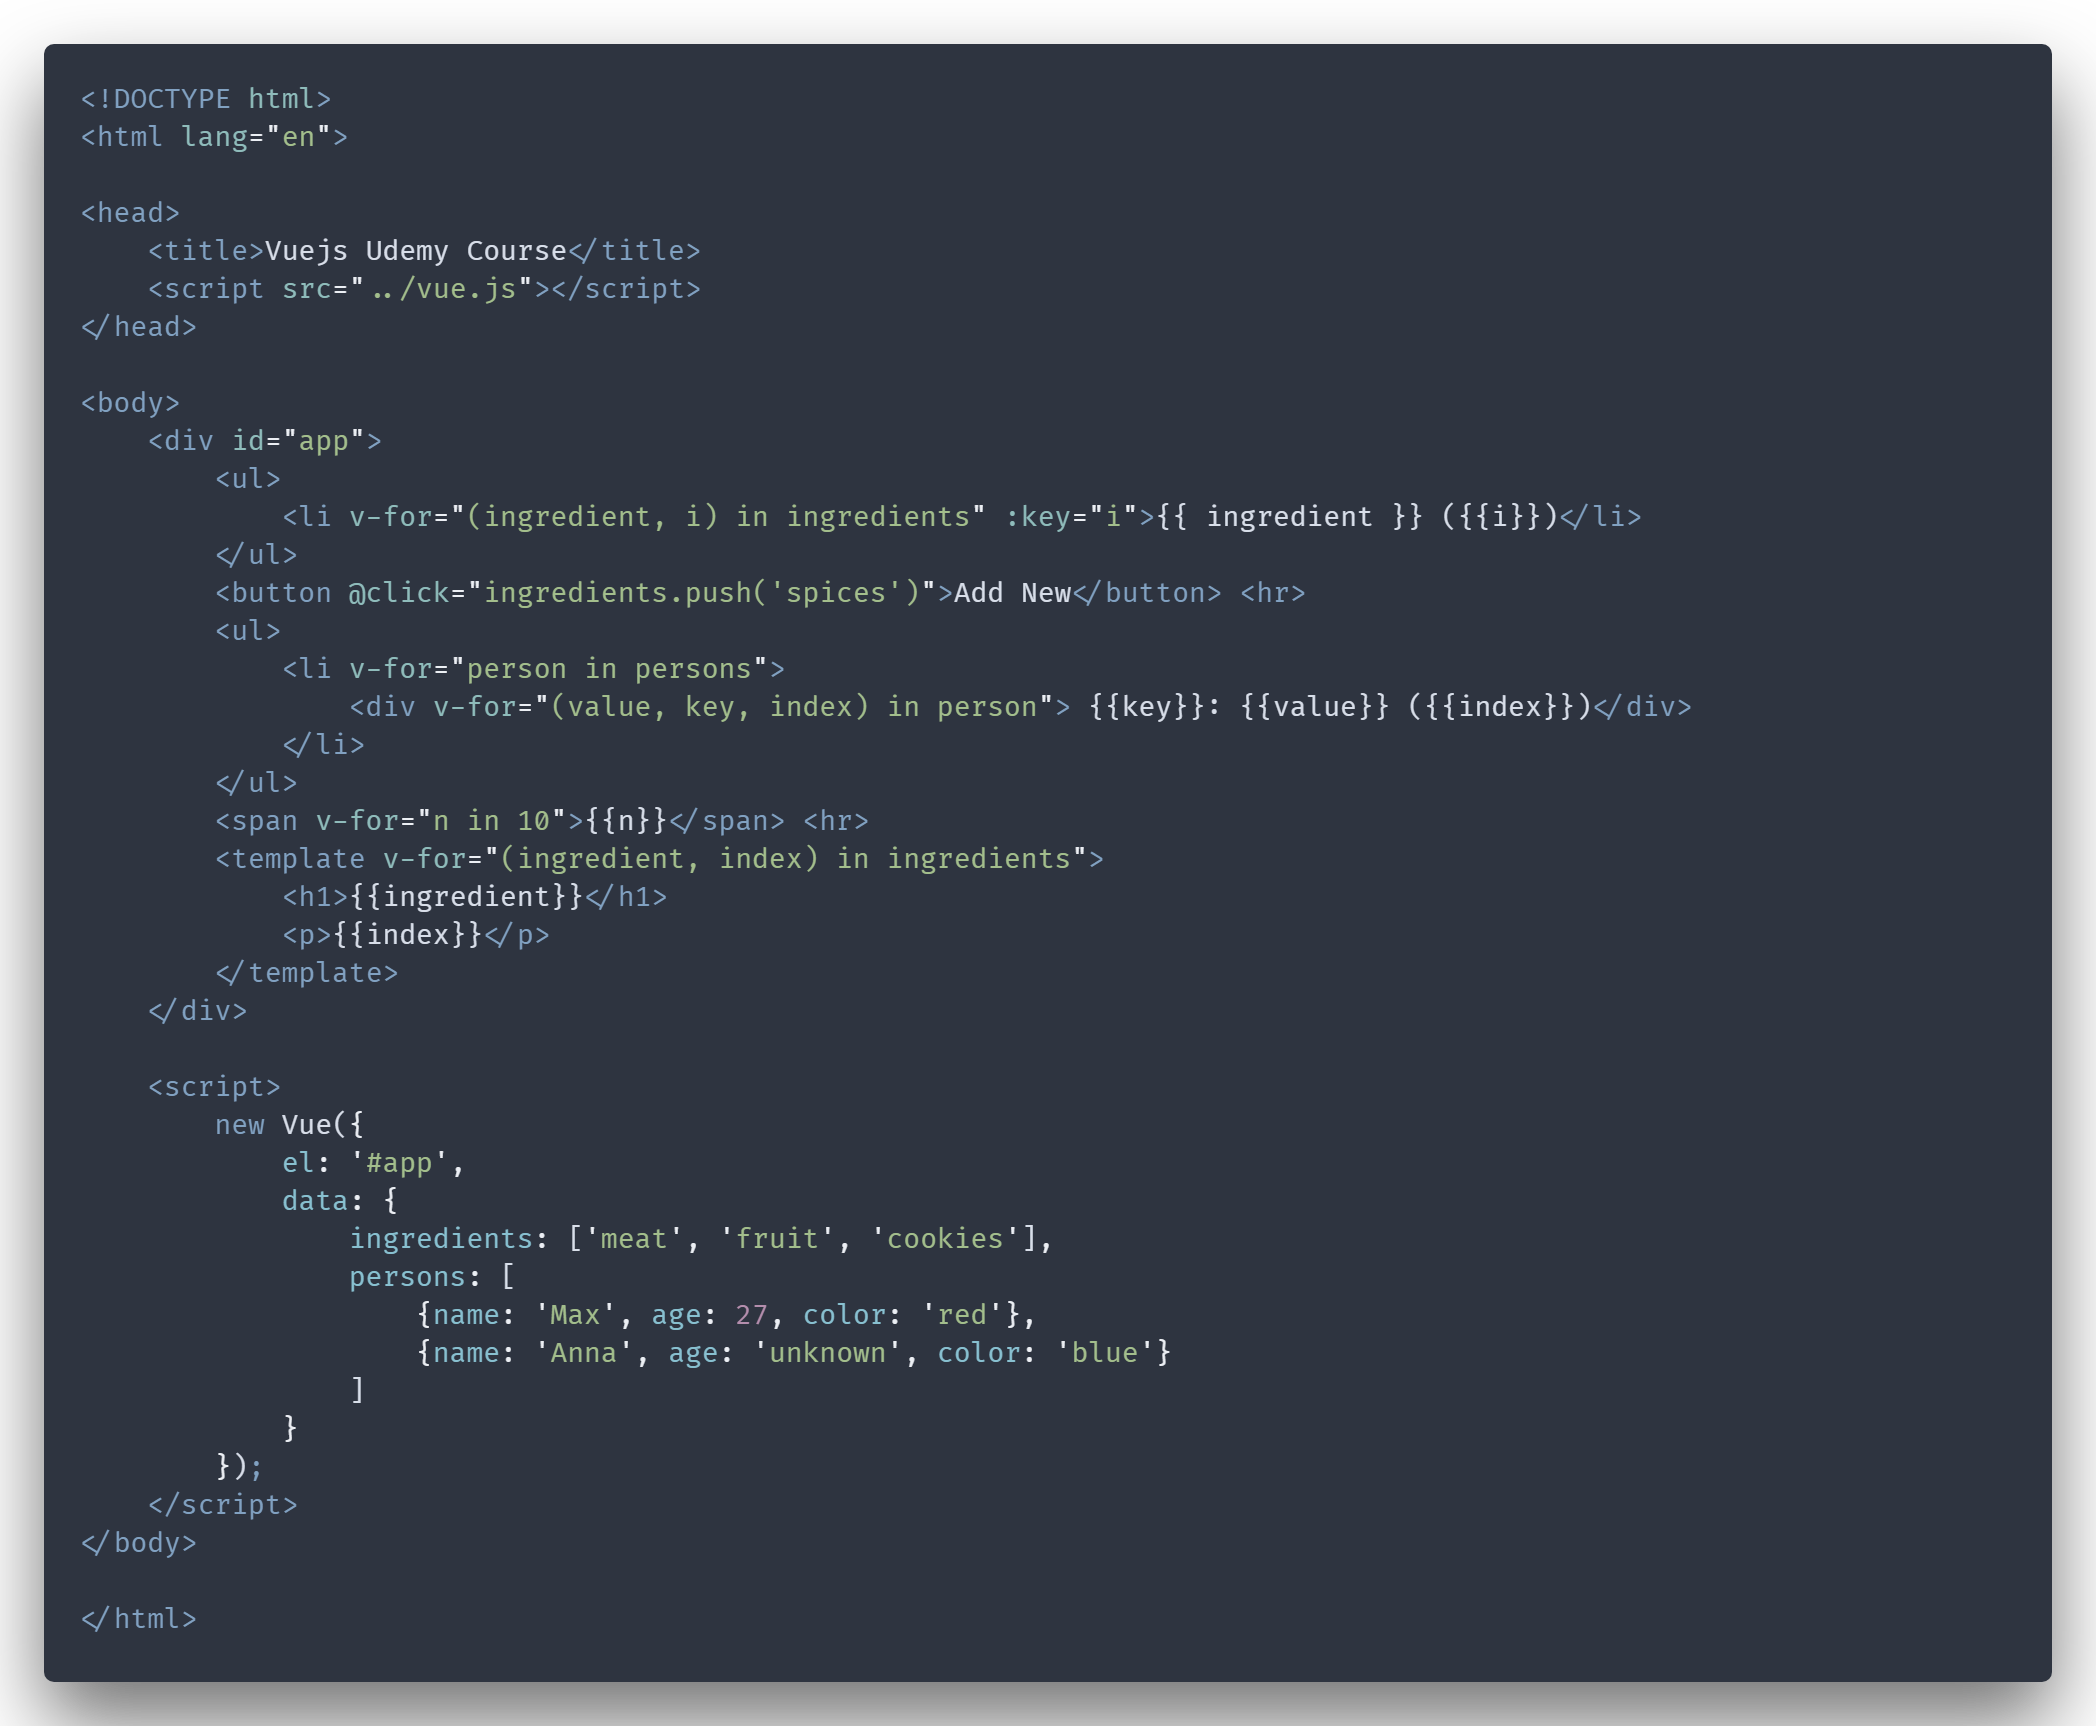 <!DOCTYPE html>
<html lang="en">
<head>
<title>Vuejs Udemy Course</title>
<script src="../vue.js"></script>
</head>
<body>
<div id="app">
<ul>
<li v-for="(ingredient, i) in ingredients" :key="i">{{ ingredient }} ({{i}})</li>
</ul>
<button @click="ingredients.push('spices')">Add New</button> <hr>
<ul>
<li v-for="person in persons">
<div v-for="(value, key, index) in person"> {{key}}: {{value}} ({{index}})</div>
</li>
</ul>
<span v-for="n in 10">{{n}}</span> <hr>
<template v-for="(ingredient, index) in ingredients">
<h1>{{ingredient}}</h1>
<p>{{index}}</p>
</template>
</div>
<script>
new Vue({
el: '#app',
data: {
ingredients: ['meat', 'fruit', 'cookies'],
persons: [
{name: 'Max', age: 27, color: 'red'},
{name: 'Anna', age: 'unknown', color: 'blue'}
]
}
});
</script>
</body>
</html>